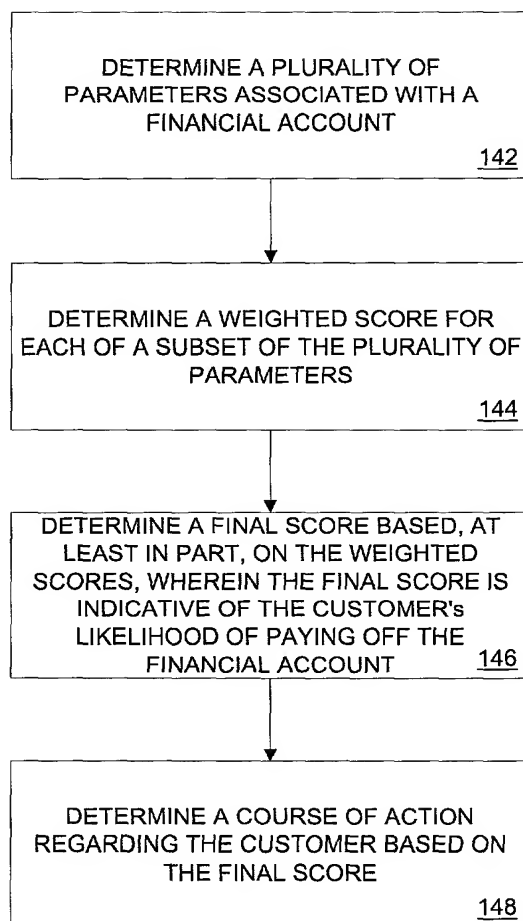 DETERMINE A PLURALITY OF
PARAMETERS ASSOCIATED WITH A
FINANCIAL ACCOUNT
142
DETERMINE A WEIGHTED SCORE FOR
EACH OF A SUBSET OF THE PLURALITY OF
PARAMETERS
144
DETERMINE A FINAL SCORE BASED, AT
LEAST IN PART, ON THE WEIGHTED
SCORES, WHEREIN THE FINAL SCORE IS
INDICATIVE OF THE CUSTOMER's
LIKELIHOOD OF PAYING OFF THE
FINANCIAL ACCOUNT
146
DETERMINE A COURSE OF ACTION
REGARDING THE CUSTOMER BASED ON
THE FINAL SCORE
148